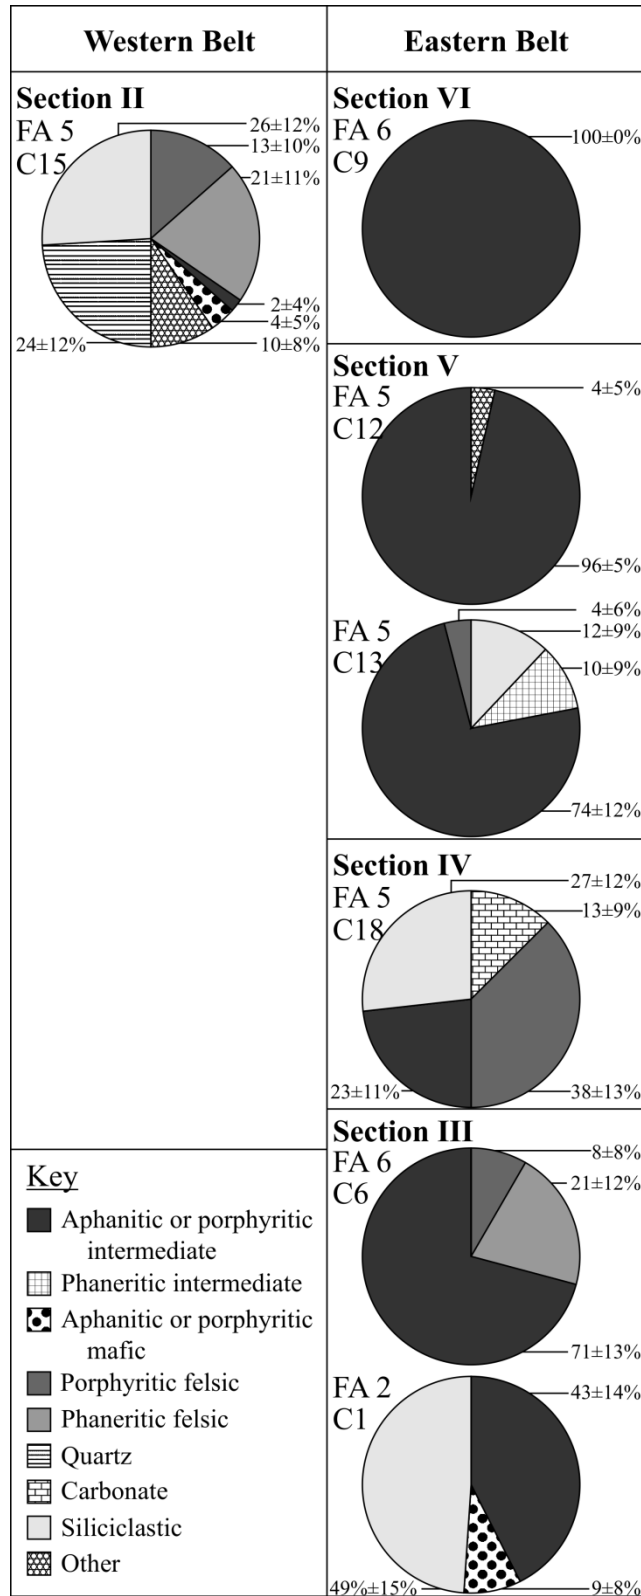 Western Belt
Eastern Belt
Section II
FA 5
C15
26±12%
13±10%
21±11%
2±4%
4±5%
10±8%
24±12%
Section VI
FA 6
C9
100±0%
Section V
FA 5
C12
4±5%
96±5%
FA 5
C13
4±6%
12±9%
10±9%
74±12%
Section IV
FA 5
C18
27±12%
13±9%
23±11%
38±13%
Section III
FA 6
C6
8±8%
21±12%
71±13%
FA 2
C1
43±14%
49%±15%
9±8%
Key
Aphanitic or porphyritic
intermediate
Phaneritic intermediate
Aphanitic or porphyritic
mafic
Porphyritic felsic
Phaneritic felsic
Quartz
Carbonate
Siliciclastic
Other